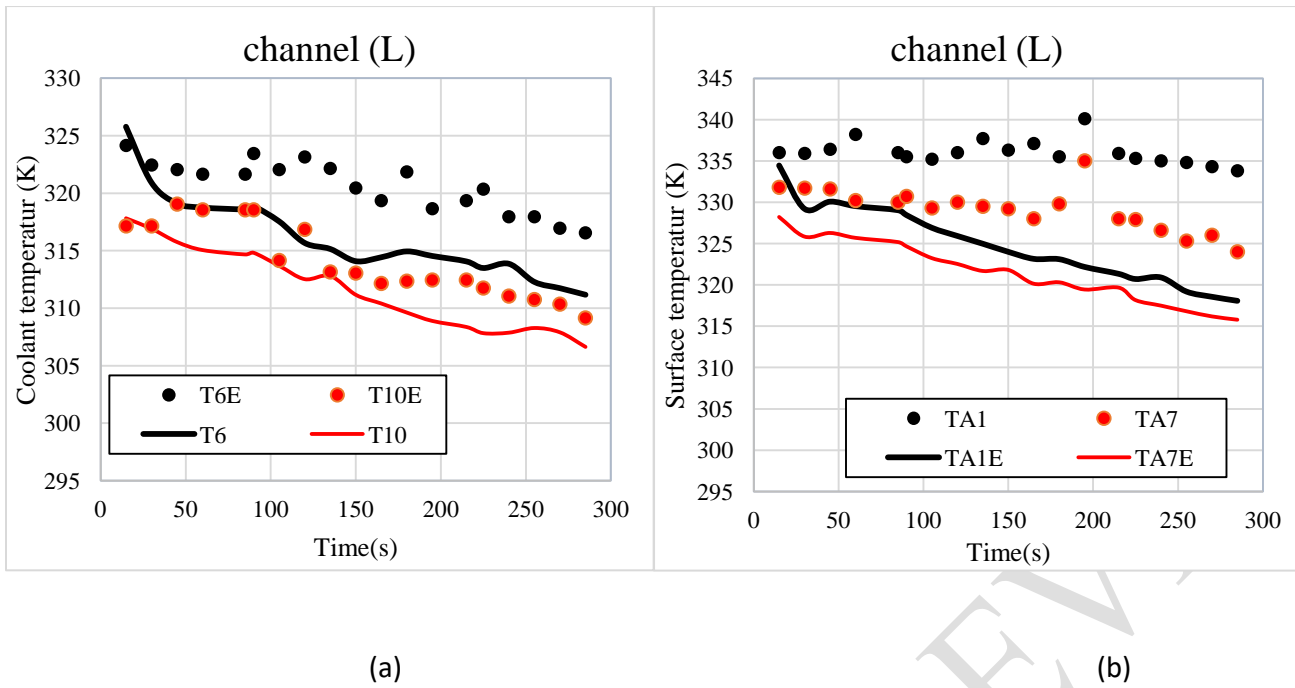 channel (L)
Coolant temperatur (K)
330
325
320
315
310
305
300
295
T6E
T10E
T6
T10
0
50
100
150
200
250
300
Time(s)
(a)
channel (L)
Surface temperatur (K)
345
340
335
330
325
320
315
310
305
300
295
TA1
TA7
TA1E
TA7E
0
50
100
150
200
250
300
Time(s)
(b)